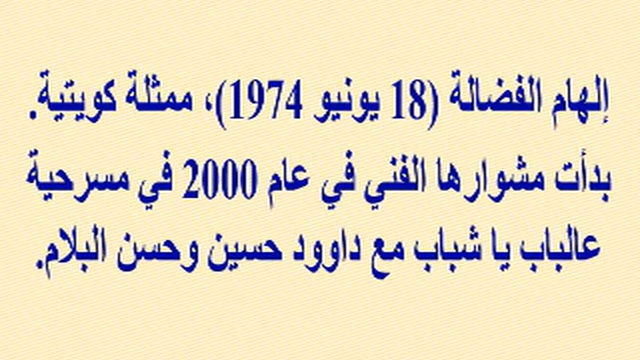 إلهام الفضالة (18 يونيو 1974)، ممثلة كويتية.
بدأت مشوارها الفني في عام 2000 في مسرحية
عالباب يا شباب مع داوود حسين وحسن البلام.